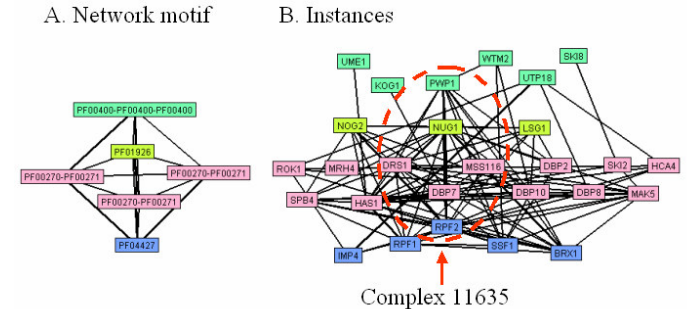 A. Network motif
B. Instances
PF00400-PF00400-PF00400
PF01926
PF00270-PF00271
PF00270-PF00271
PF00270-PF00271
PF04427
UME1
WTM2
SKI8
KOG1
PWP1
UTP18
NOG2
NUG1
LSG1
ROK1
MRH4
DRS1
MSS116
DBP2
SKI2
HCA4
SPB4
HAS1
DBP7
DBP10
DBP8
MAK5
RPF2
IMP4
RPF1
SSF1
BRX1
Complex 11635